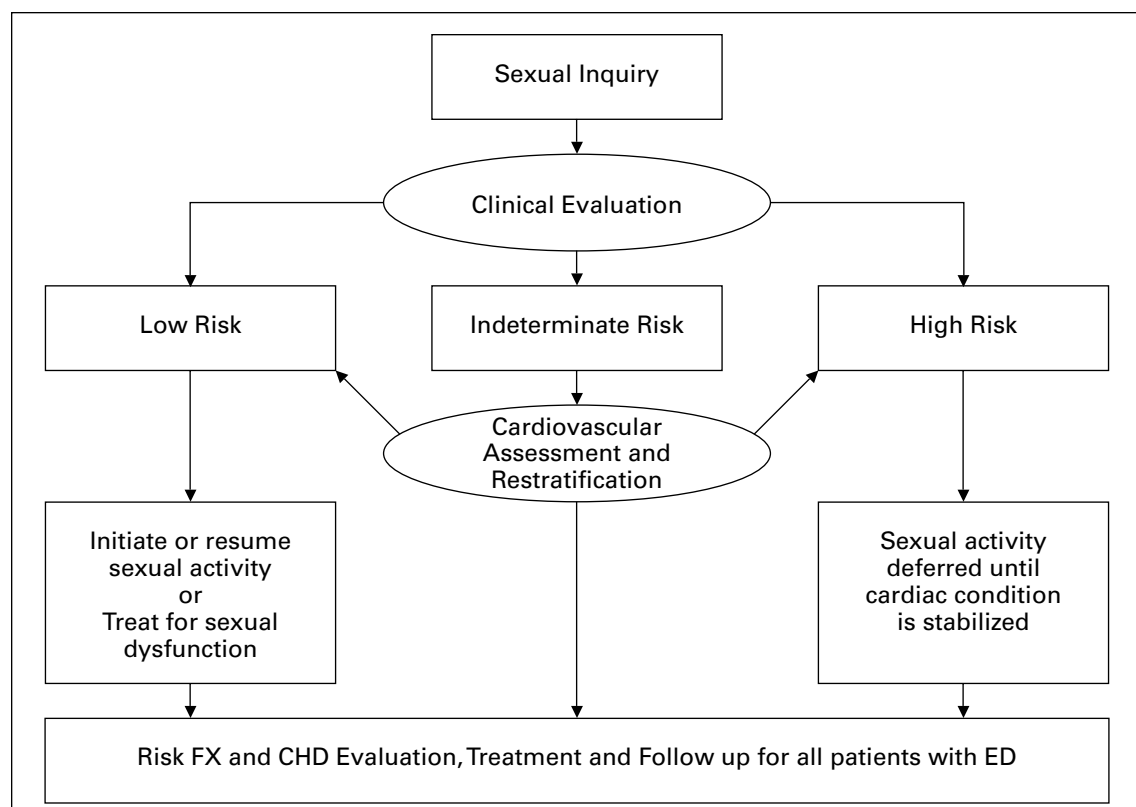 Sexual Inquiry
Clinical Evaluation
Low Risk
Indeterminate Risk
High Risk
Cardiovascular
Assessment and
Restratification
Initiate or resume
sexual activity
or
Treat for sexual
dysfunction
Sexual activity
deferred until
cardiac condition
is stabilized
Risk FX and CHD Evaluation, Treatment and Follow up for all patients with ED